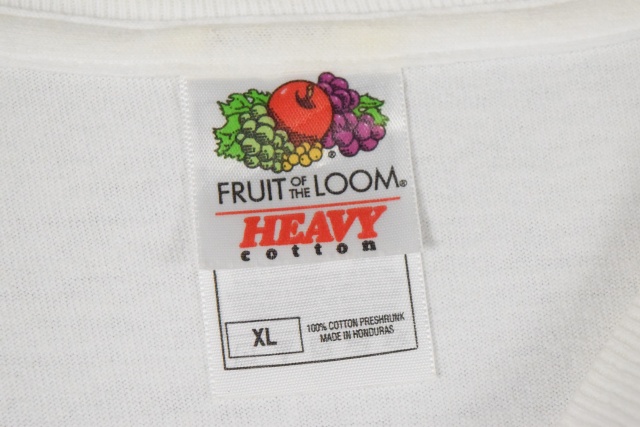 ®
FRUIT OF THE LOOM®
HEAVY
cotton
XL
100% COTTON PRESHRUNK
MADE IN HONDURAS